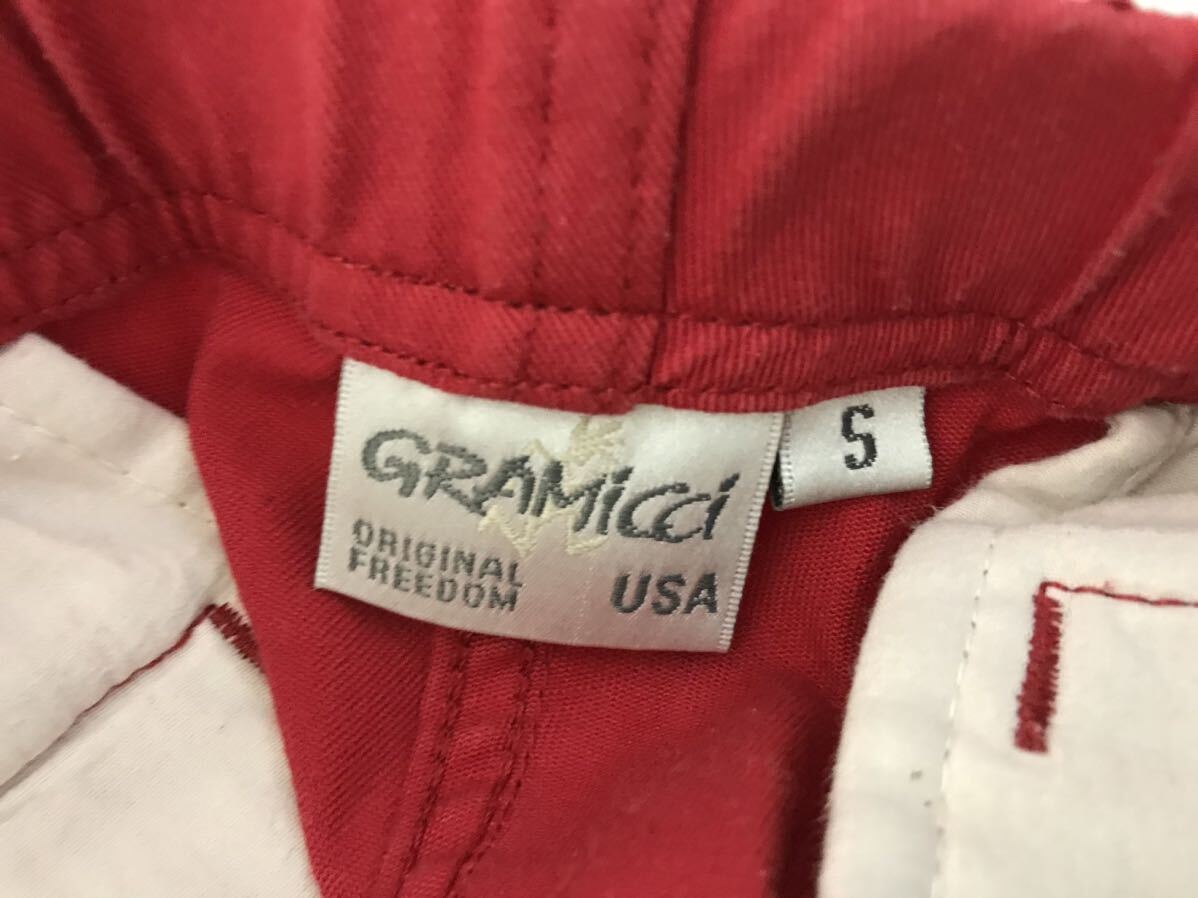 GRAMicci
ORIGINAL
FREEDOM
USA
S